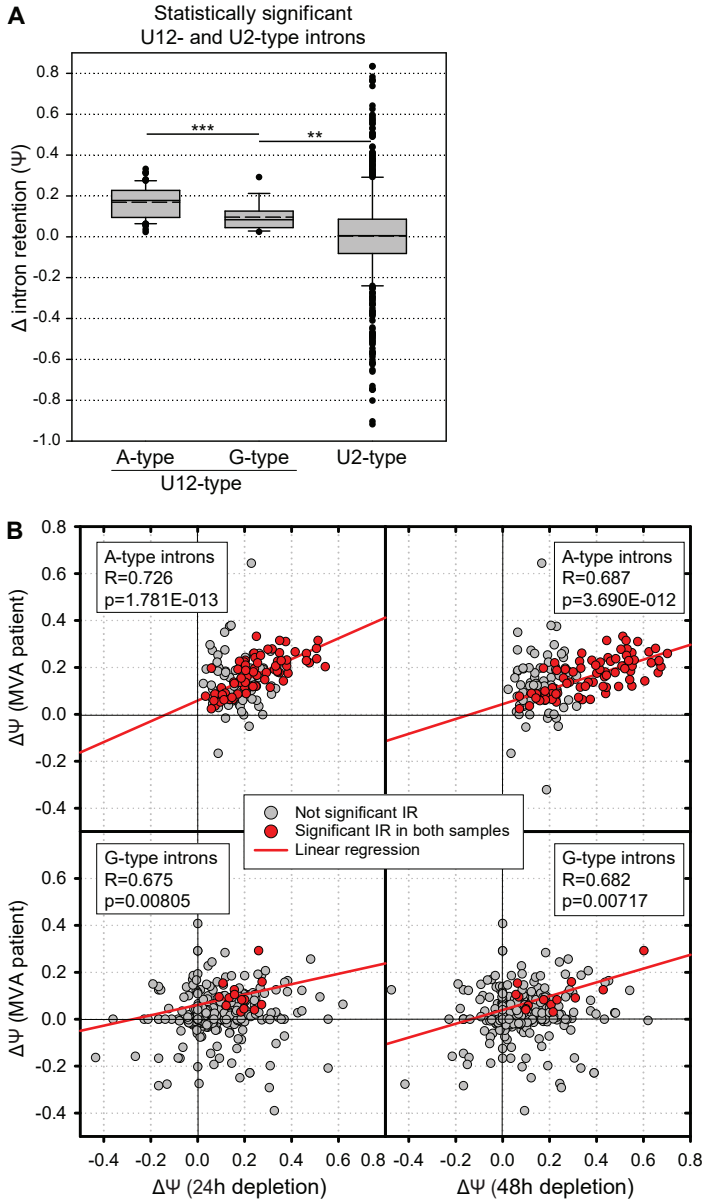 A
Statistically significant
U12- and U2-type introns
Δ intron retention (Ψ)
0.8
0.6
0.4
0.2
0.0
-0.2
-0.4
-0.6
-0.8
-1.0
***
**
A-type
G-type
U2-type
U12-type
B
ΔΨ (MVA patient)
0.8
0.6
0.4
0.2
0.0
-0.2
-0.4
A-type introns
R=0.726
p=1.781E-013
A-type introns
R=0.687
p=3.690E-012
Not significant IR
Significant IR in both samples
Linear regression
ΔΨ (MVA patient)
0.6
0.4
0.2
0.0
-0.2
-0.4
G-type introns
R=0.675
p=0.00805
G-type introns
R=0.682
p=0.00717
-0.4 -0.2 0.0 0.2 0.4 0.6 0.8 -0.4 -0.2 0.0 0.2 0.4 0.6 0.8
ΔΨ (24h depletion) ΔΨ (48h depletion)